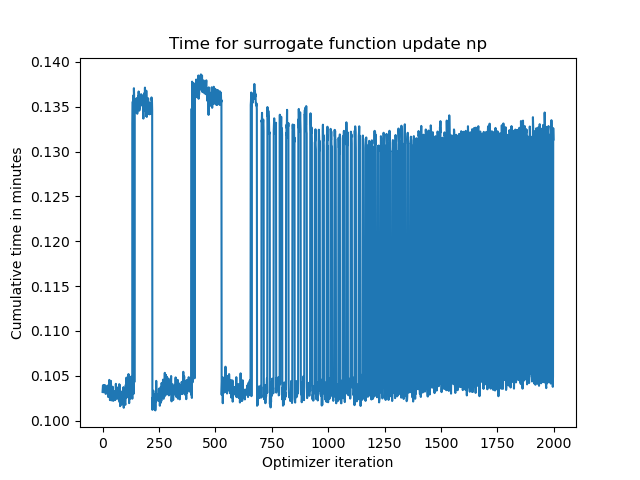 Time for surrogate function update np
Cumulative time in minutes
0.140
0.135
0.130
0.125
0.120
0.115
0.110
0.105
0.100
0 250 500 750 1000 1250 1500 1750 2000
Optimizer iteration